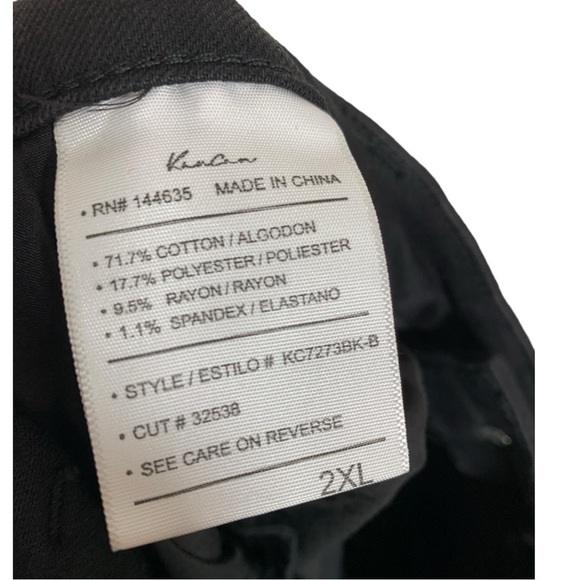 KanCan
• RN# 144635 MADE IN CHINA
• 71.7% COTTON / ALGODON
• 17.7% POLYESTER / POLIESTER
• 9.5% RAYON / RAYON
• 1.1% SPANDEX / ELASTANO
• STYLE / ESTILO # KC7273BK-B
• CUT # 32538
• SEE CARE ON REVERSE
2XL